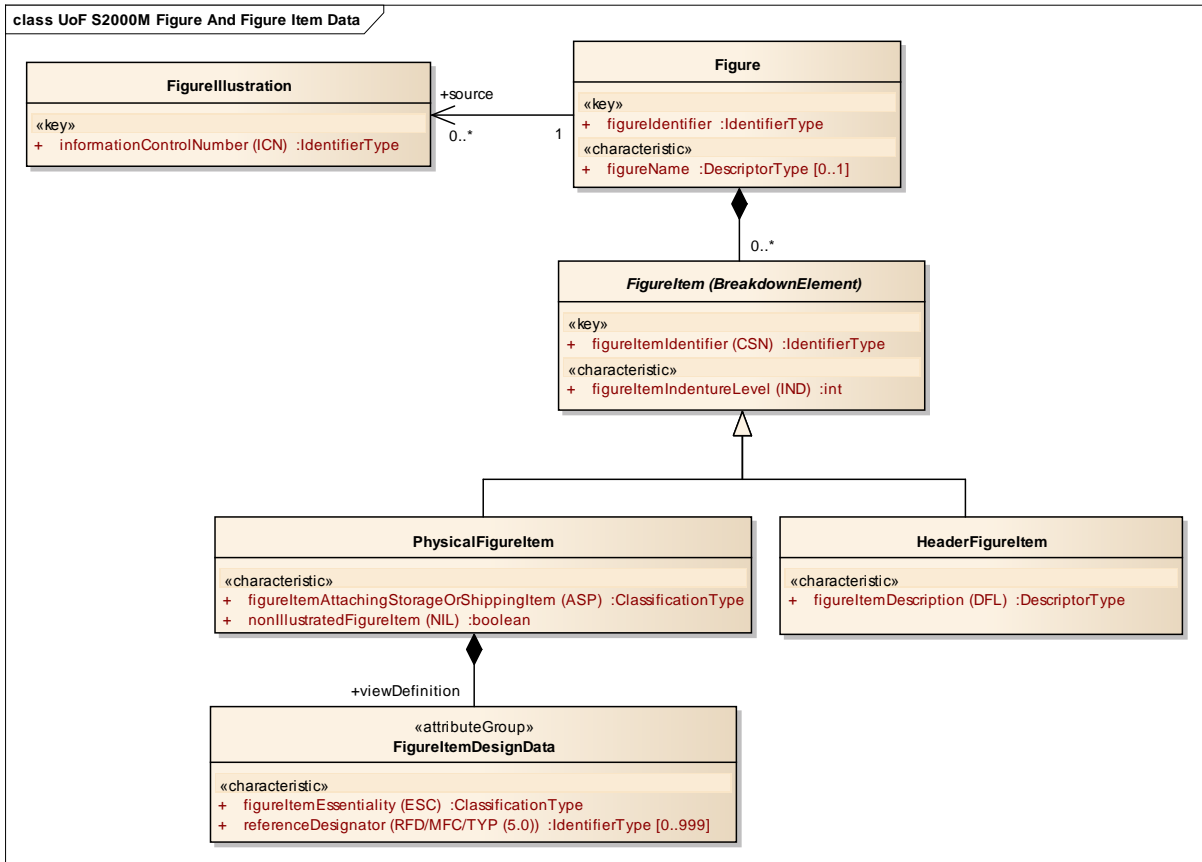 class UoF S2000M Figure And Figure Item Data
FigureIllustration
«key»
+ informationControlNumber (ICN) :IdentifierType
+source
0..*
1
Figure
«key»
+ figureIdentifier :IdentifierType
«characteristic»
+ figureName :DescriptorType [0..1]
0..*
FigureItem (BreakdownElement)
«key»
+ figureItemIdentifier (CSN) :IdentifierType
«characteristic»
+ figureItemIndentureLevel (IND) :int
PhysicalFigureItem
«characteristic»
+ figureItemAttachingStorageOrShippingItem (ASP) :ClassificationType
+ nonIllustratedFigureItem (NIL) :boolean
HeaderFigureItem
«characteristic»
+ figureItemDescription (DFL) :DescriptorType
+viewDefinition
«attributeGroup»
FigureItemDesignData
«characteristic»
+ figureItemEssentiality (ESC) :ClassificationType
+ referenceDesignator (RFD/MFC/TYP (5.0)) :IdentifierType [0..999]